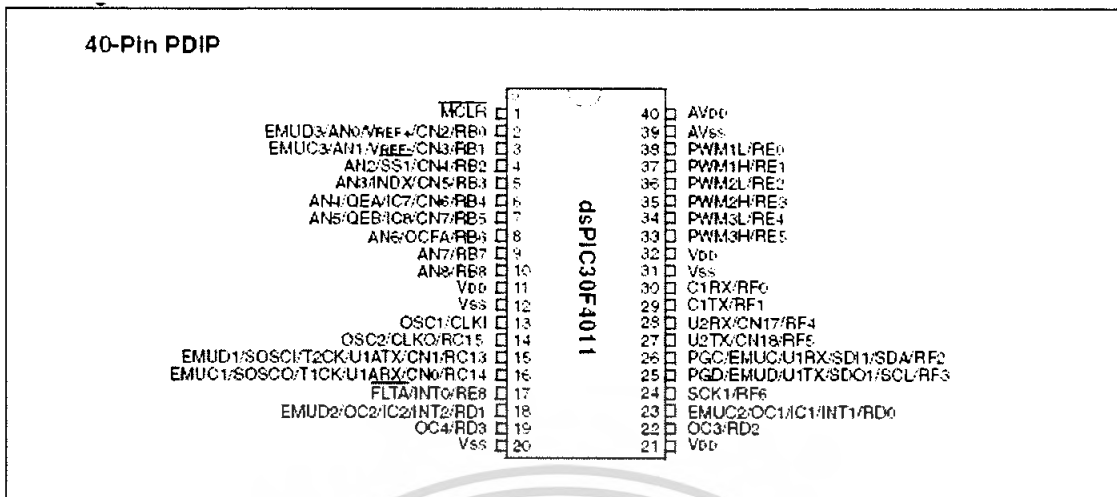 40-Pin PDIP
MCLR 1
EMUD3/AN0/VREF+/CN2/RB0 2
EMUC3/AN1/VREF-/CN3/RB1 3
AN2/SS1/CN4/RB2 4
AN3/INDX/CN5/RB3 5
AN4/QEA/IC7/CN6/RB4 6
AN5/QEB/IC8/CN7/RB5 7
AN6/OCFA/RB6 8
AN7/RB7 9
AN8/RB8 10
VDD 11
VSS 12
OSC1/CLKI 13
OSC2/CLKO/RC15 14
EMUD1/SOSCI/T2CK/U1ATX/CN1/RC13 15
EMUC1/SOSCO/T1CK/U1ARX/CN0/RC14 16
FLTA/INT0/RE8 17
EMUD2/OC2/IC2/INT2/RD1 18
OC4/RD3 19
VSS 20
dsPIC30F4011
40 AVDD
39 AVSS
38 PWM1L/RE0
37 PWM1H/RE1
36 PWM2L/RE2
35 PWM2H/RE3
34 PWM3L/RE4
33 PWM3H/RE5
32 VDD
31 VSS
30 C1RX/RF0
29 C1TX/RF1
28 U2RX/CN17/RF4
27 U2TX/CN18/RF5
26 PGC/EMUC/U1RX/SDI1/SDA/RF2
25 PGD/EMUD/U1TX/SDO1/SCL/RF3
24 SCK1/RF6
23 EMUC2/OC1/IC1/INT1/RD0
22 OC3/RD2
21 VDD